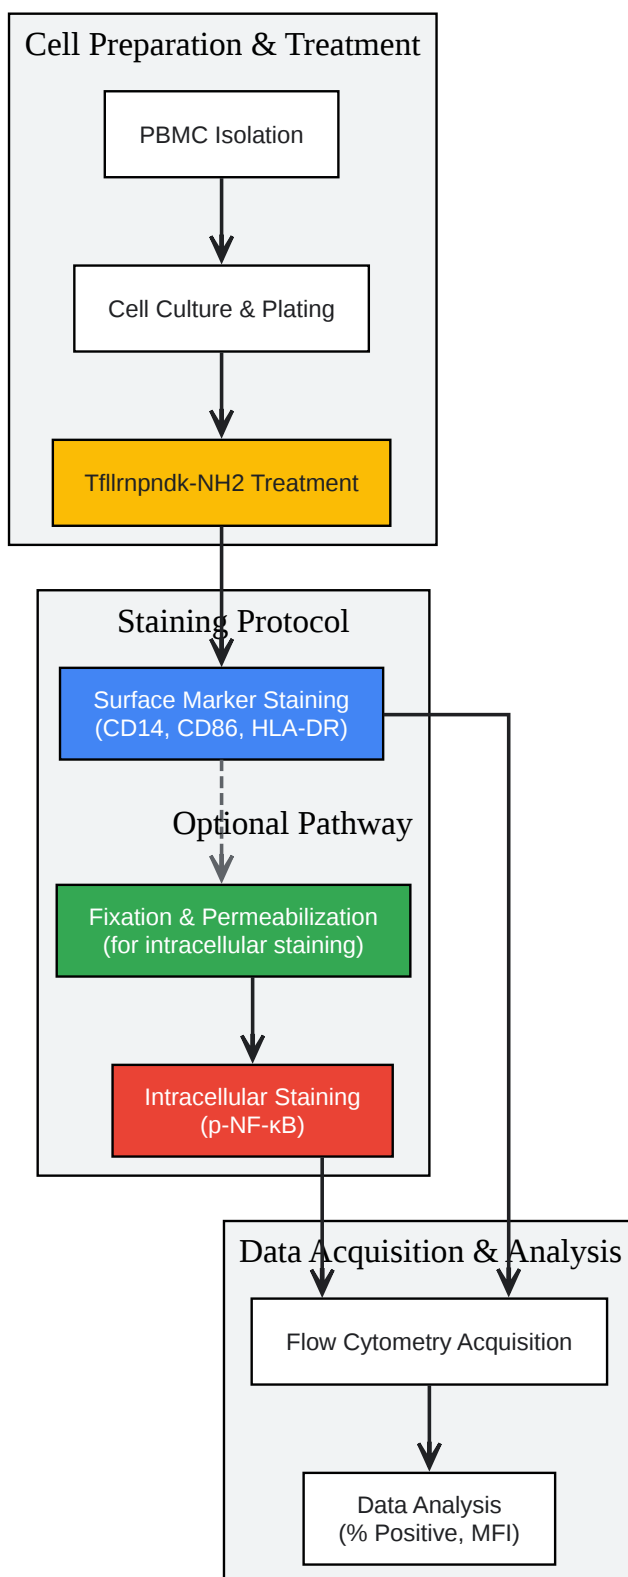 Cell Preparation & Treatment
PBMC Isolation
Cell Culture & Plating
Tfllrnpndk-NH2 Treatment
Staining Protocol
Surface Marker Staining
(CD14, CD86, HLA-DR)
Optional Pathway
Fixation & Permeabilization
(for intracellular staining)
Intracellular Staining
(p-NF-κB)
Data Acquisition & Analysis
Flow Cytometry Acquisition
Data Analysis
(% Positive, MFI)